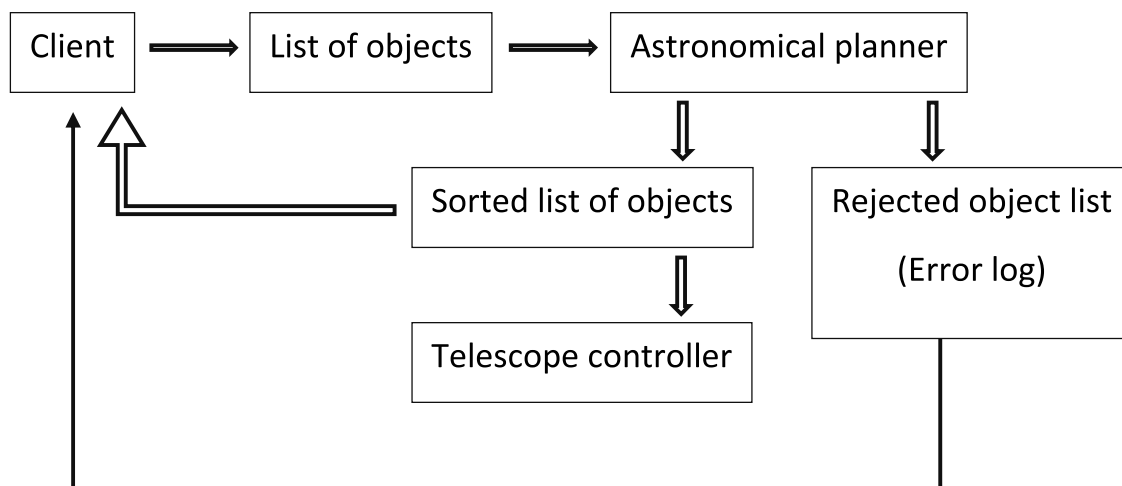 Client
List of objects
Astronomical planner
Sorted list of objects
Rejected object list
(Error log)
Telescope controller